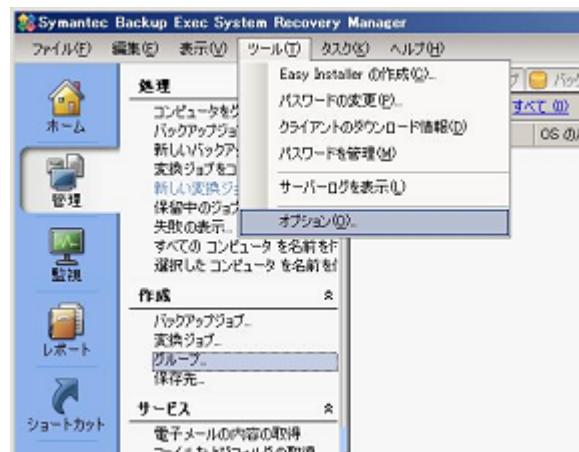 Symantec Backup Exec System Recovery Manager
ファイル(F) 編集(E) 表示(V) ツール(T) タスク(K) ヘルプ(H)
Easy Installer の作成(C)...
パスワードの変更(P)...
クライアントのダウンロード情報(D)
パスワードを管理(M)
サーバーログを表示(L)
オプション(O)...
すべて (0)
OS の
ホーム
管理
監視
レポート
ショートカット
処理
コンピュータを
バックアップジョ
新しいバックア
変換ジョブをコ
新しい変換ジ
保留中のジョブ
失敗の表示...
すべての コンピュータ を名前を
選択した コンピュータ を名前を
作成
バックアップジョブ...
変換ジョブ...
グループ...
保存先...
サービス
電子メールの内容の取得